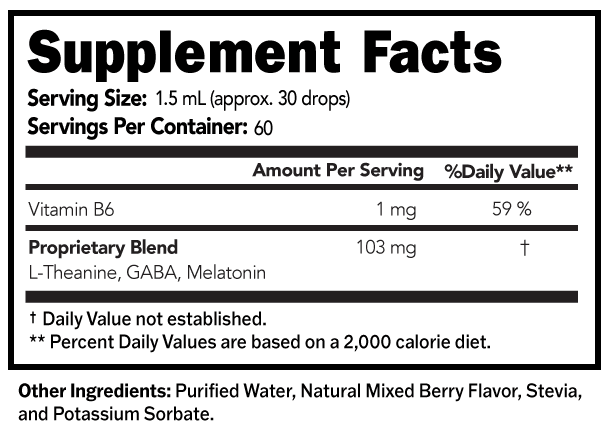 Supplement Facts
Serving Size: 1.5 mL (approx. 30 drops)
Servings Per Container: 60
Amount Per Serving %Daily Value**
Vitamin B6 1 mg 59 %
Proprietary Blend 103 mg †
L-Theanine, GABA, Melatonin
† Daily Value not established.
** Percent Daily Values are based on a 2,000 calorie diet.
Other Ingredients: Purified Water, Natural Mixed Berry Flavor, Stevia,
and Potassium Sorbate.